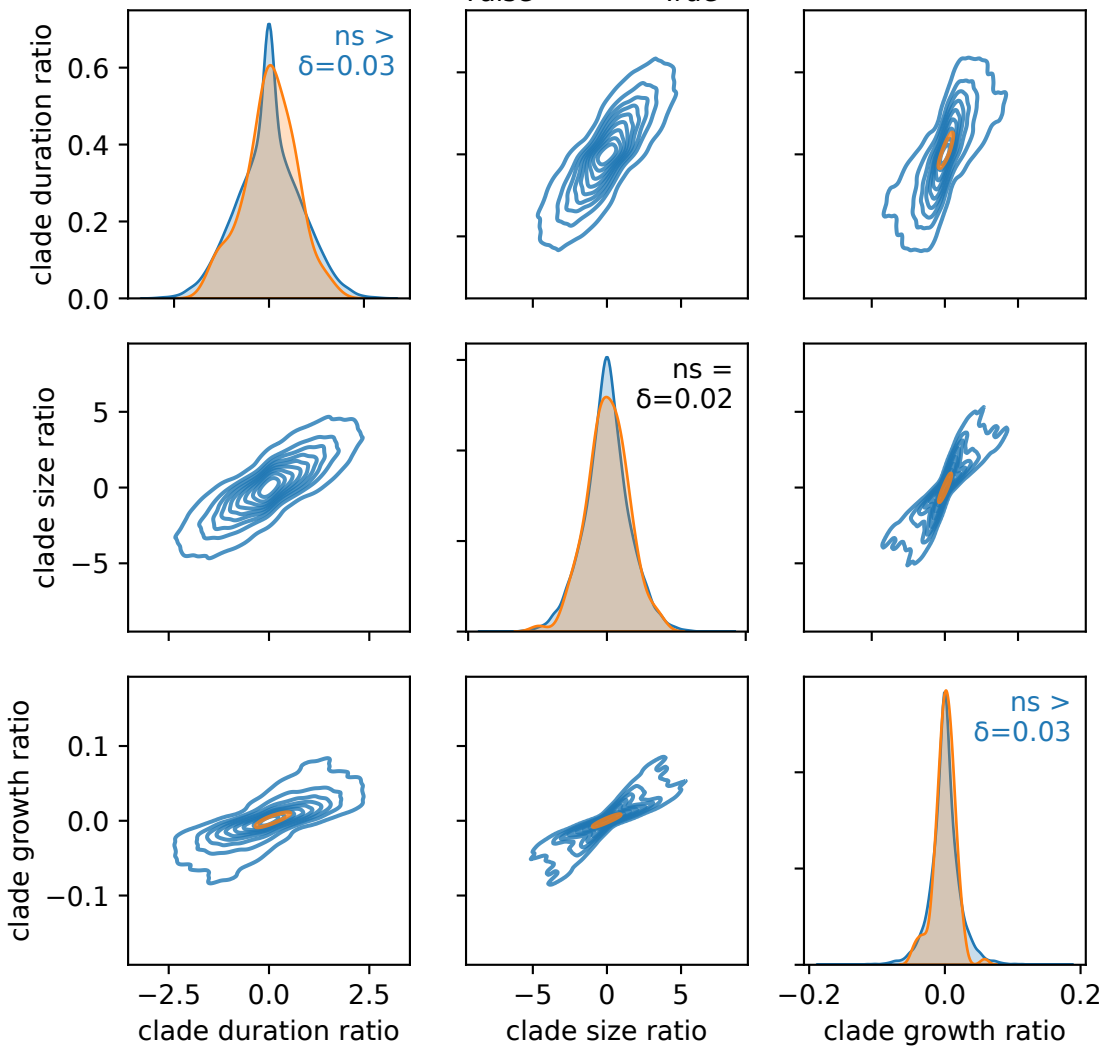 clade duration ratio
0.6
0.4
0.2
0.0
ns >
δ=0.03
clade size ratio
5
0
−5
−5
0
5
ns =
δ=0.02
clade growth ratio
0.1
0.0
−0.1
ns >
δ=0.03
−2.5
0.0
2.5
−5
0
5
−0.2
0.0
0.2
clade duration ratio
clade size ratio
clade growth ratio